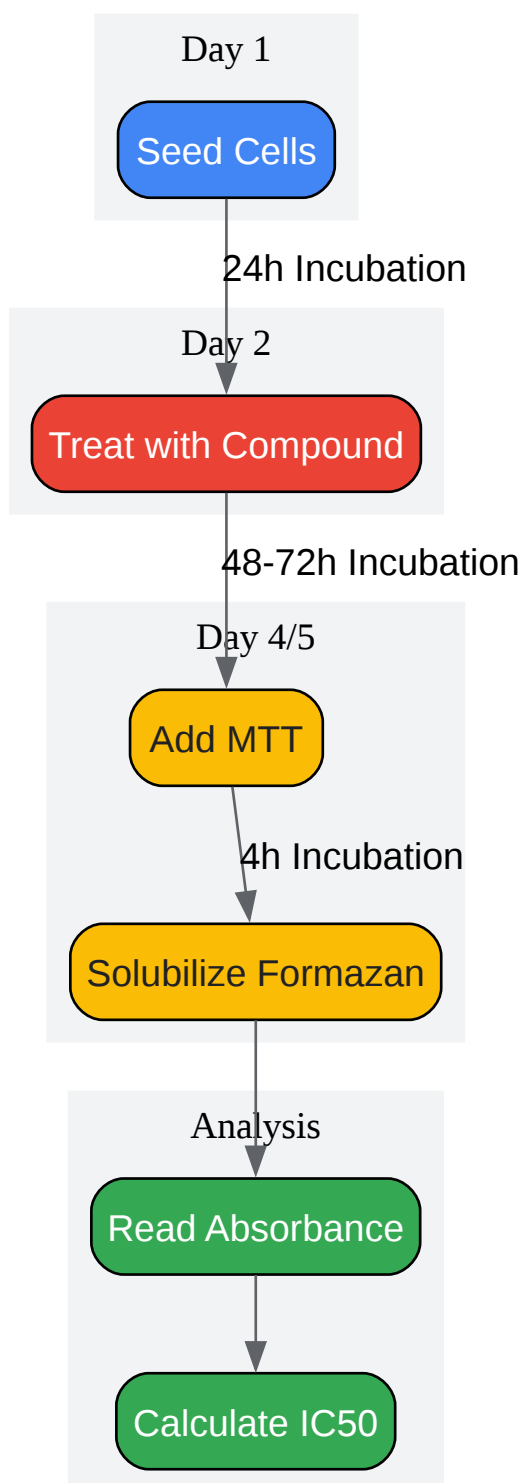 Day 1
Seed Cells
24h Incubation
Day 2
Treat with Compound
48-72h Incubation
Day 4/5
Add MTT
4h Incubation
Solubilize Formazan
Analysis
Read Absorbance
Calculate IC50